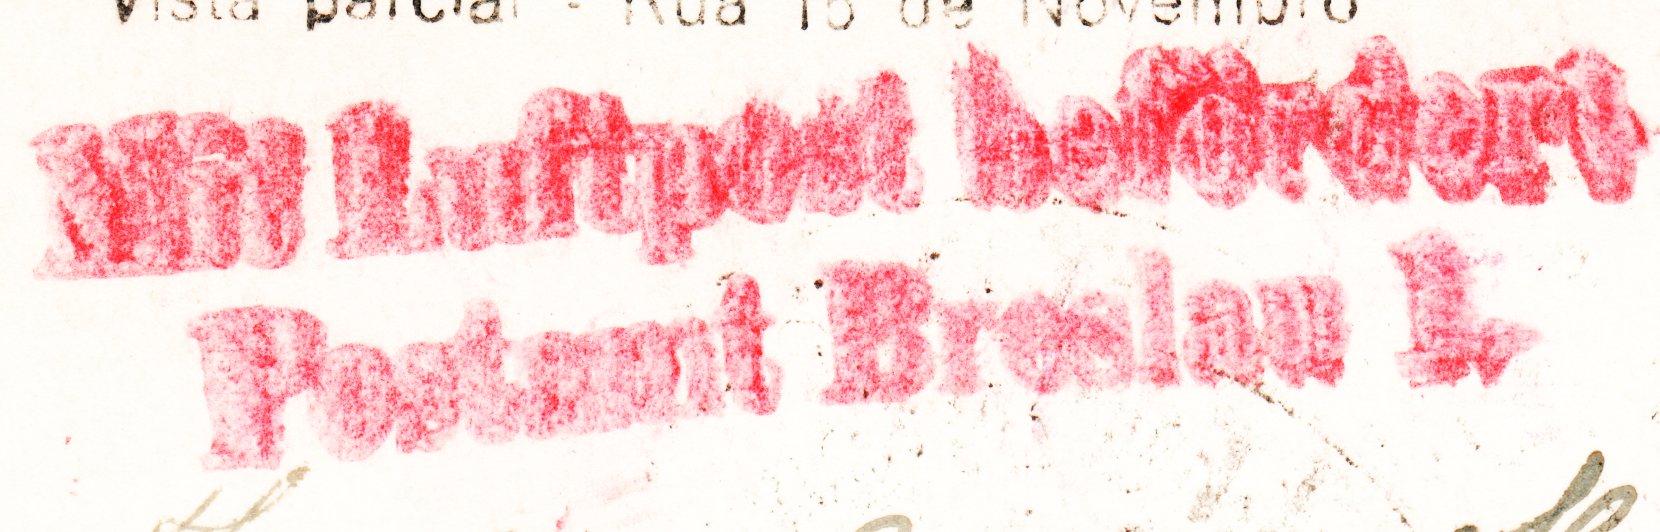 Vista parcial - Rua 15 de Novembro
Mit Luftpost befördert
Postamt Breslau 1.